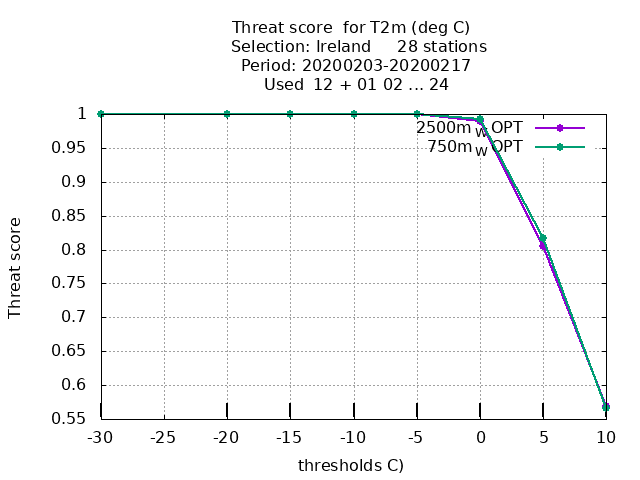 Threat score for T2m (deg C)
Selection: Ireland 28 stations
Period: 20200203-20200217
Used 12 + 01 02 ... 24
1
0.95
0.9
0.85
0.8
0.75
0.7
0.65
0.6
0.55
Threat score
2500m W OPT
750m W OPT
-30 -25 -20 -15 -10 -5 0 5 10
thresholds C)